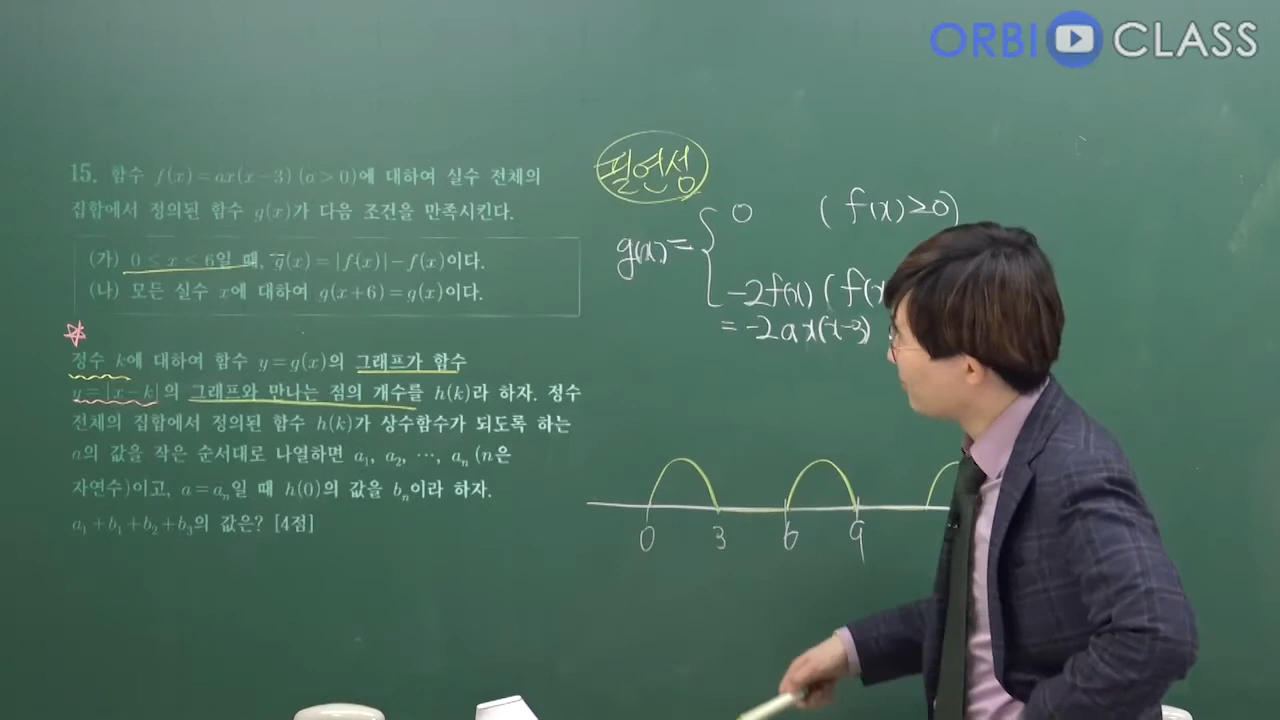 ORBI CLASS
15. 함수 f(x)=ax(x-3) (a>0)에 대하여 실수 전체의
집합에서 정의된 함수 g(x)가 다음 조건을 만족시킨다.
(가) 0≤x<6일 때, g(x)=|f(x)|-f(x)이다.
(나) 모든 실수 x에 대하여 g(x+6)=g(x)이다.
정수 k에 대하여 함수 y=g(x)의 그래프가 함수
y=|x-k|의 그래프와 만나는 점의 개수를 h(k)라 하자. 정수
전체의 집합에서 정의된 함수 h(k)가 상수함수가 되도록 하는
a의 값을 작은 순서대로 나열하면 a₁, a₂, ⋯, aₙ (n은
자연수)이고, a=aₙ일 때 h(0)의 값을 bₙ이라 하자.
a₁+b₁+b₂+b₃의 값은? [4점]
필연성
g(x)= 0 (f(x)≥0)
-2f(x) (f(x)
= -2ax(x-3)
0 3 6 9